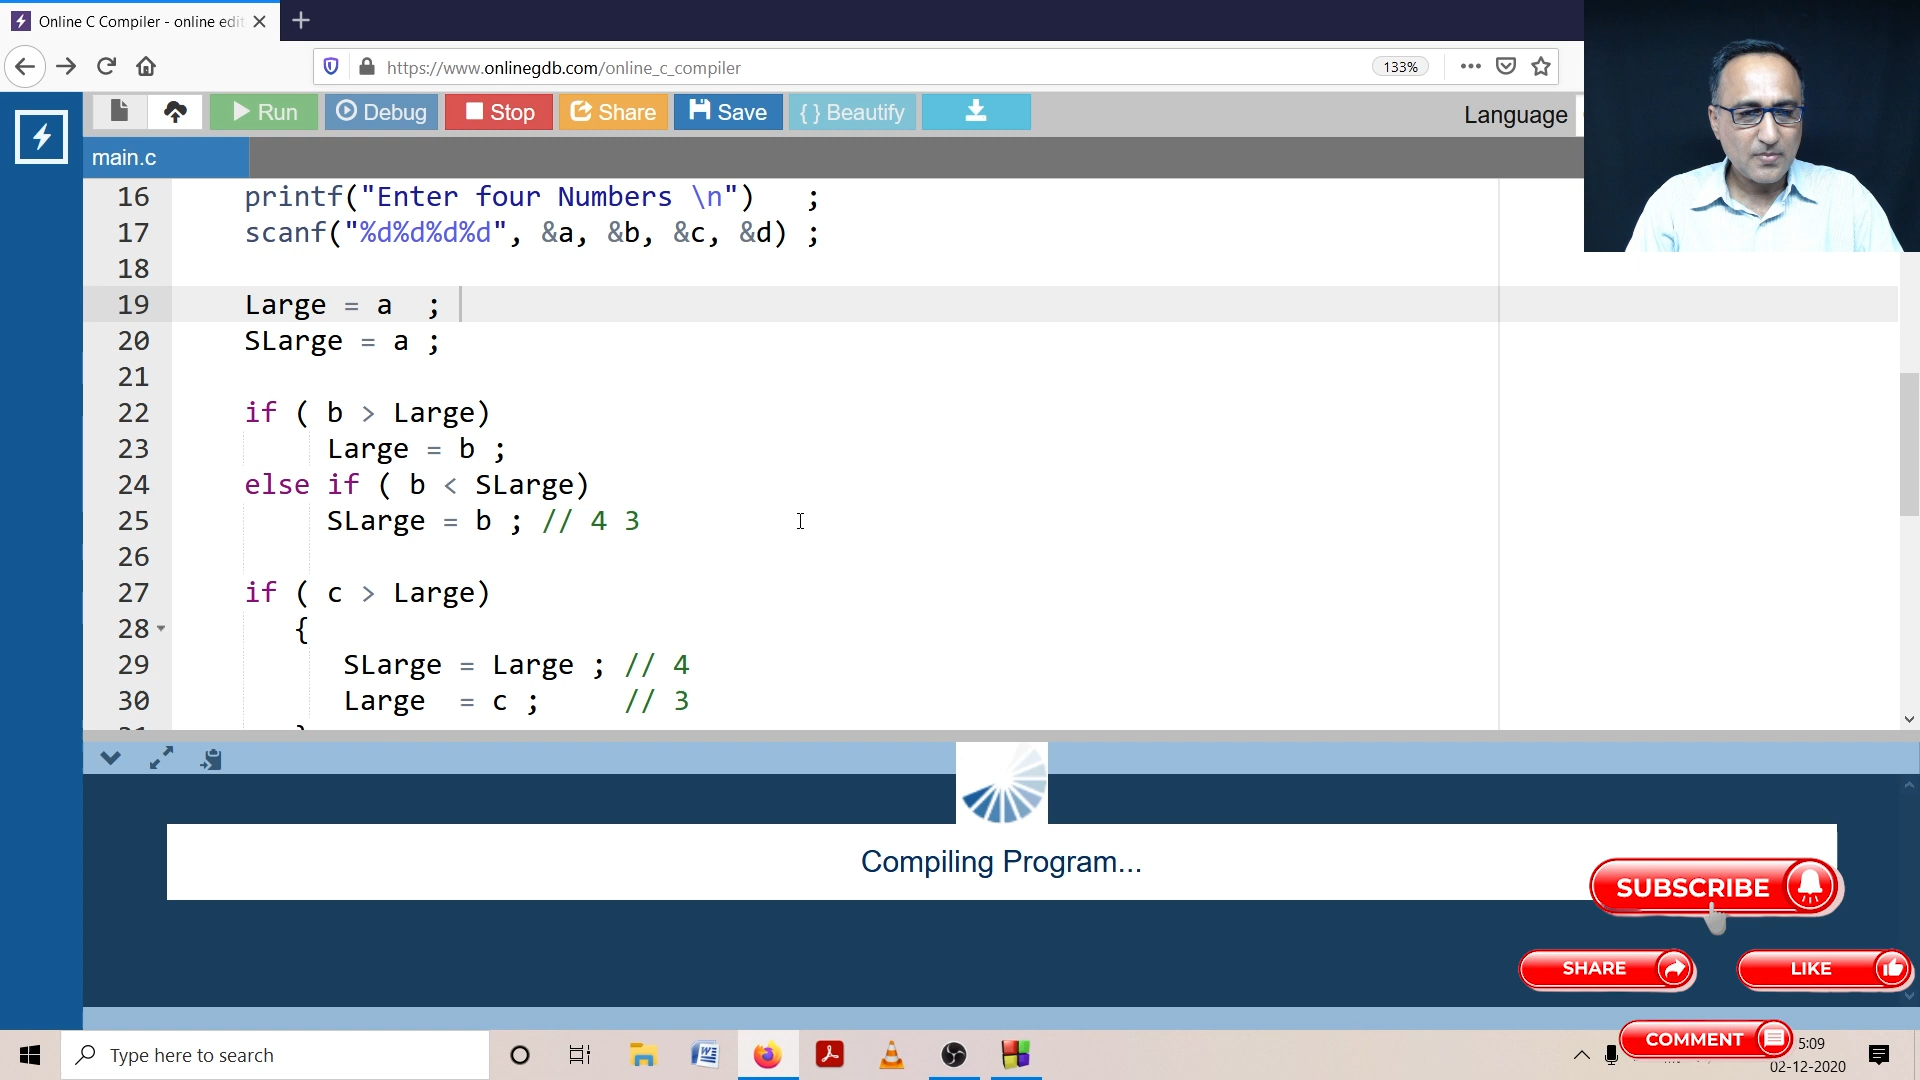 Online C Compiler - online edit
https://www.onlinegdb.com/online_c_compiler
133%
Run
Debug
Stop
Share
Save
{ } Beautify
Language
main.c
16 printf("Enter four Numbers \n") ;
17 scanf("%d%d%d%d", &a, &b, &c, &d) ;
18
19 Large = a ;
20 SLarge = a ;
21
22 if ( b > Large)
23 Large = b ;
24 else if ( b < SLarge)
25 SLarge = b ; // 4 3
26
27 if ( c > Large)
28 {
29 SLarge = Large ; // 4
30 Large = c ; // 3
Compiling Program...
SUBSCRIBE
SHARE
LIKE
COMMENT
Type here to search
5:09
02-12-2020